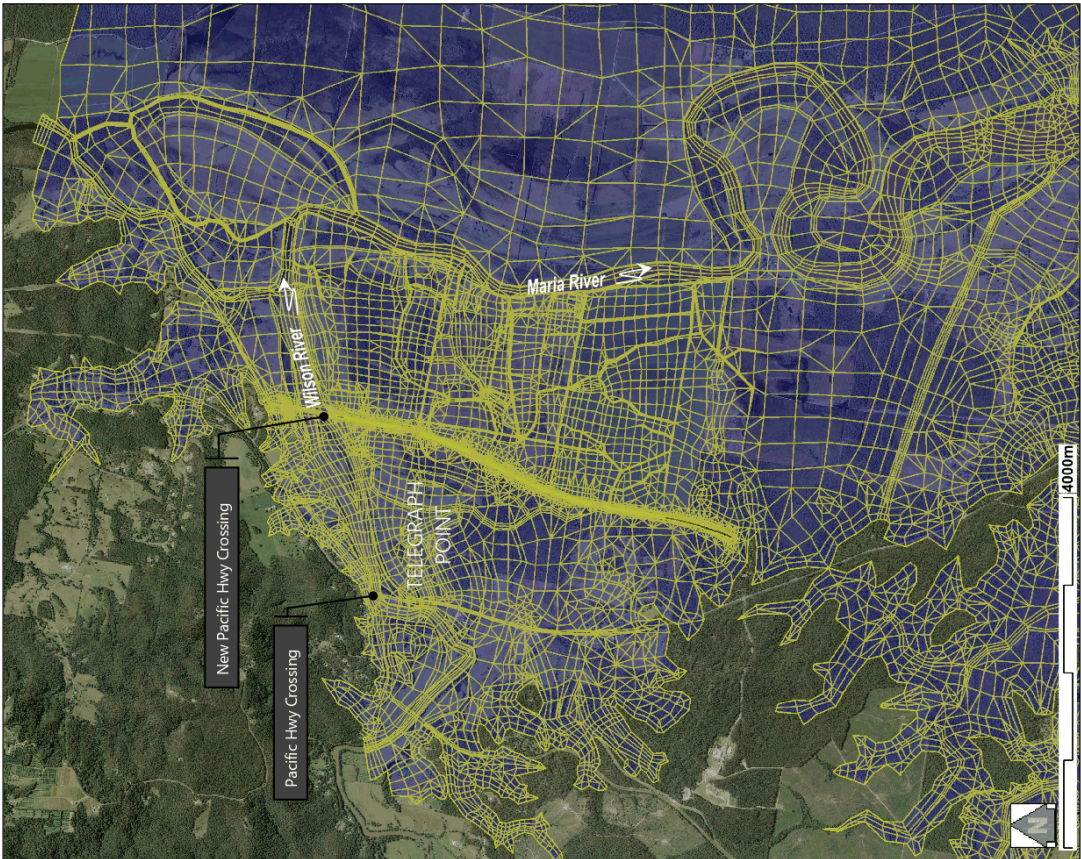 New Pacific Hwy Crossing
Pacific Hwy Crossing
Wilson River
Maria River
TELEGRAPH
POINT
N
4000m